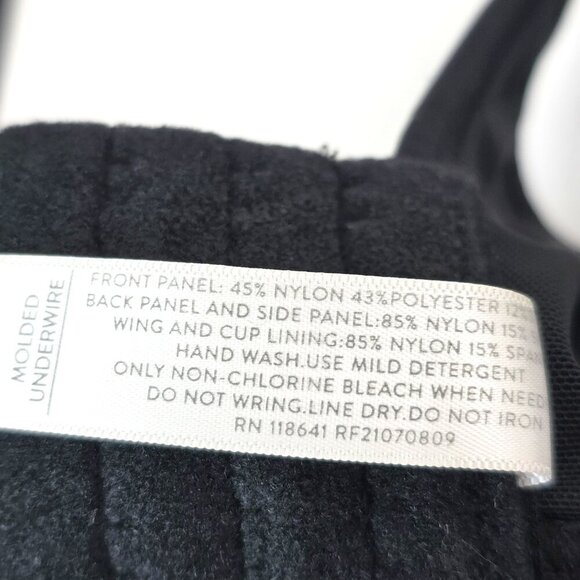 MOLDED
UNDERWIRE
FRONT PANEL: 45% NYLON 43%POLYESTER 12%
BACK PANEL AND SIDE PANEL:85% NYLON 15%
WING AND CUP LINING:85% NYLON 15%
HAND WASH.USE MILD DETERGENT
ONLY NON-CHLORINE BLEACH WHEN
DO NOT WRING.LINE DRY.DO NOT IRON
RN 118641 RF21070809